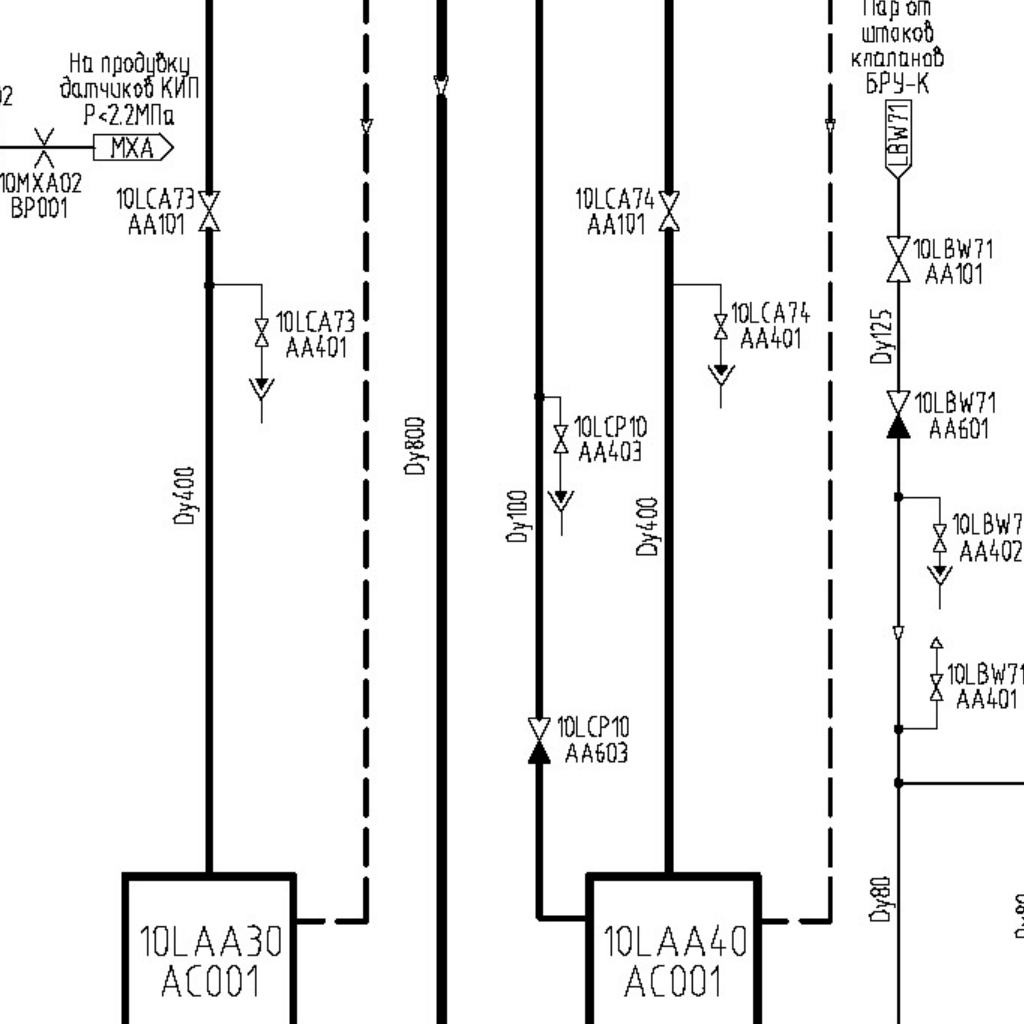 Пар от
штоков
клапанов
БРУ-К
LBW71
На продувку
датчиков КИП
Р<2.2МПа
MXA
02
10MXA02
BP001
10LCA73
AA101
10LCA74
AA101
10LBW71
AA101
10LCA73
AA401
10LCA74
AA401
Dy125
10LBW71
AA601
10LCP10
AA403
Dy800
Dy400
Dy100
Dy400
10LBW7
AA402
10LBW71
AA401
10LCP10
AA603
Dy80
10LAA30
AC001
10LAA40
AC001